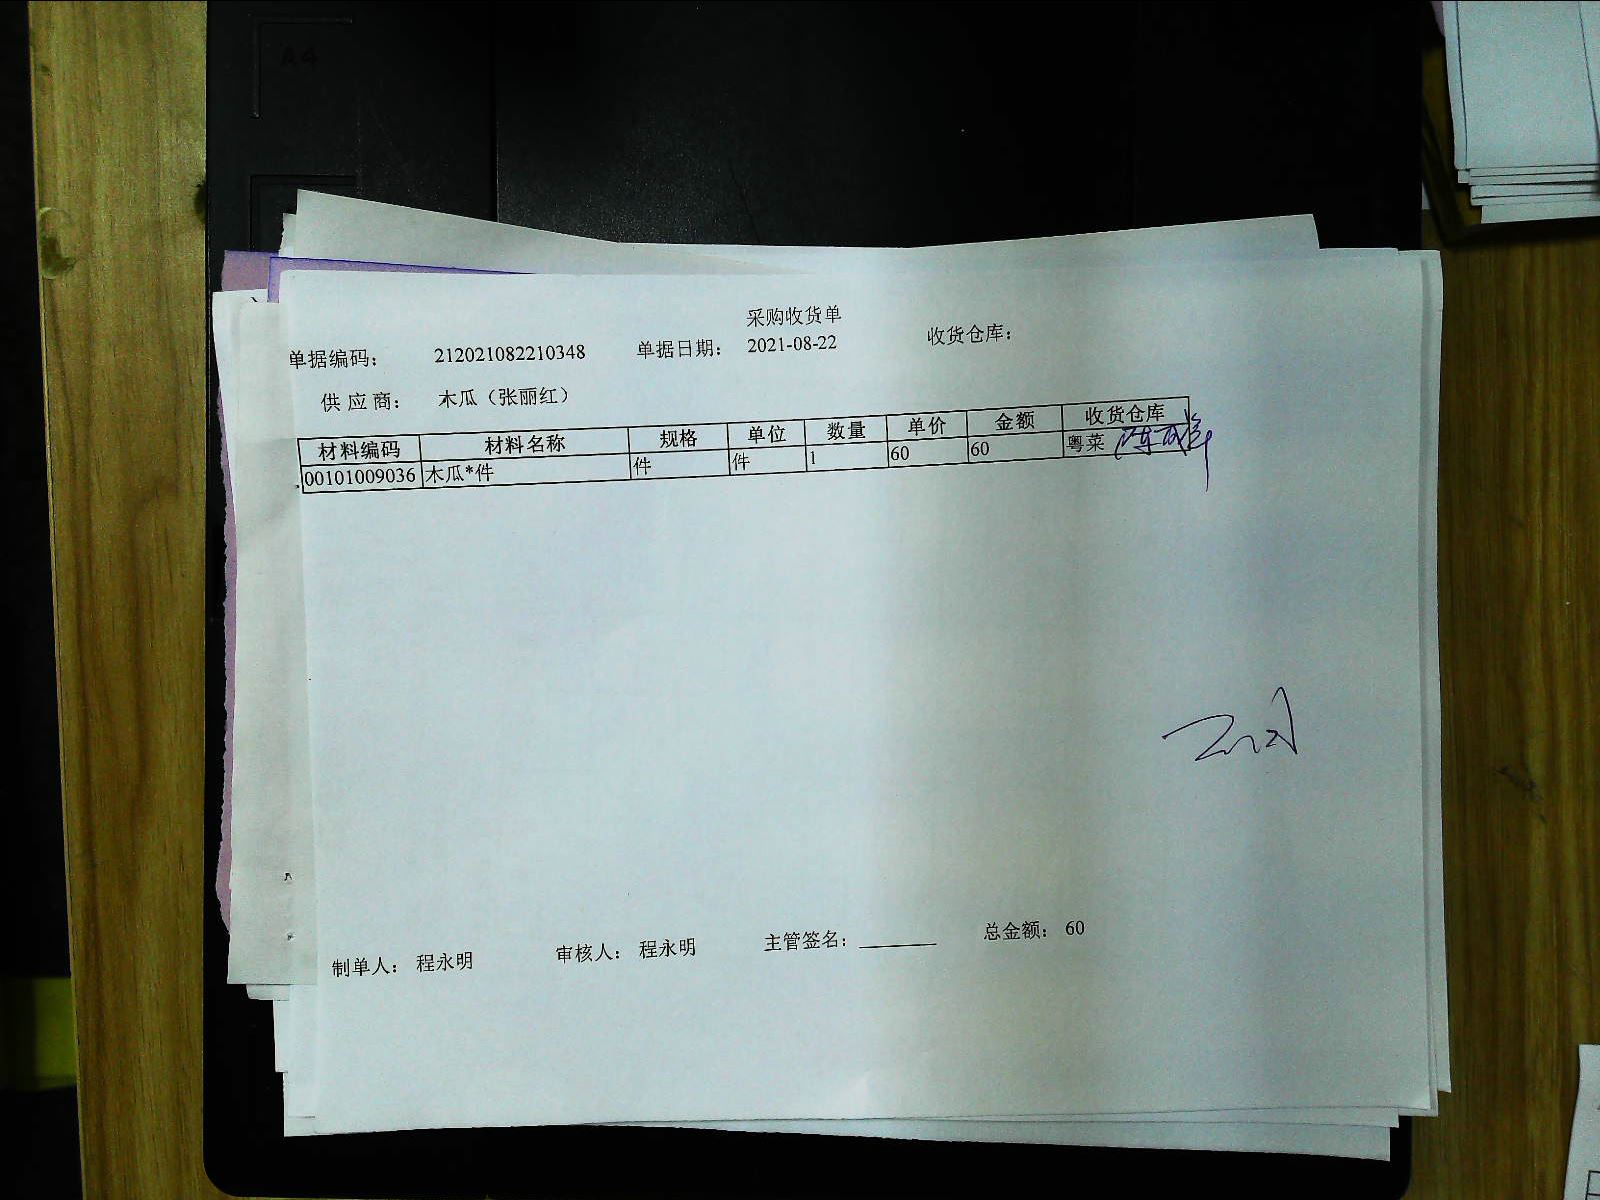 采购收货单
单据编码： 212021082210348 单据日期： 2021-08-22 收货仓库：
供 应 商： 木瓜（张丽红）
材料编码 材料名称 规格 单位 数量 单价 金额 收货仓库
00101009036 木瓜*件 件 件 1 60 60 粤菜
制单人： 程永明 审核人： 程永明 主管签名： 总金额： 60